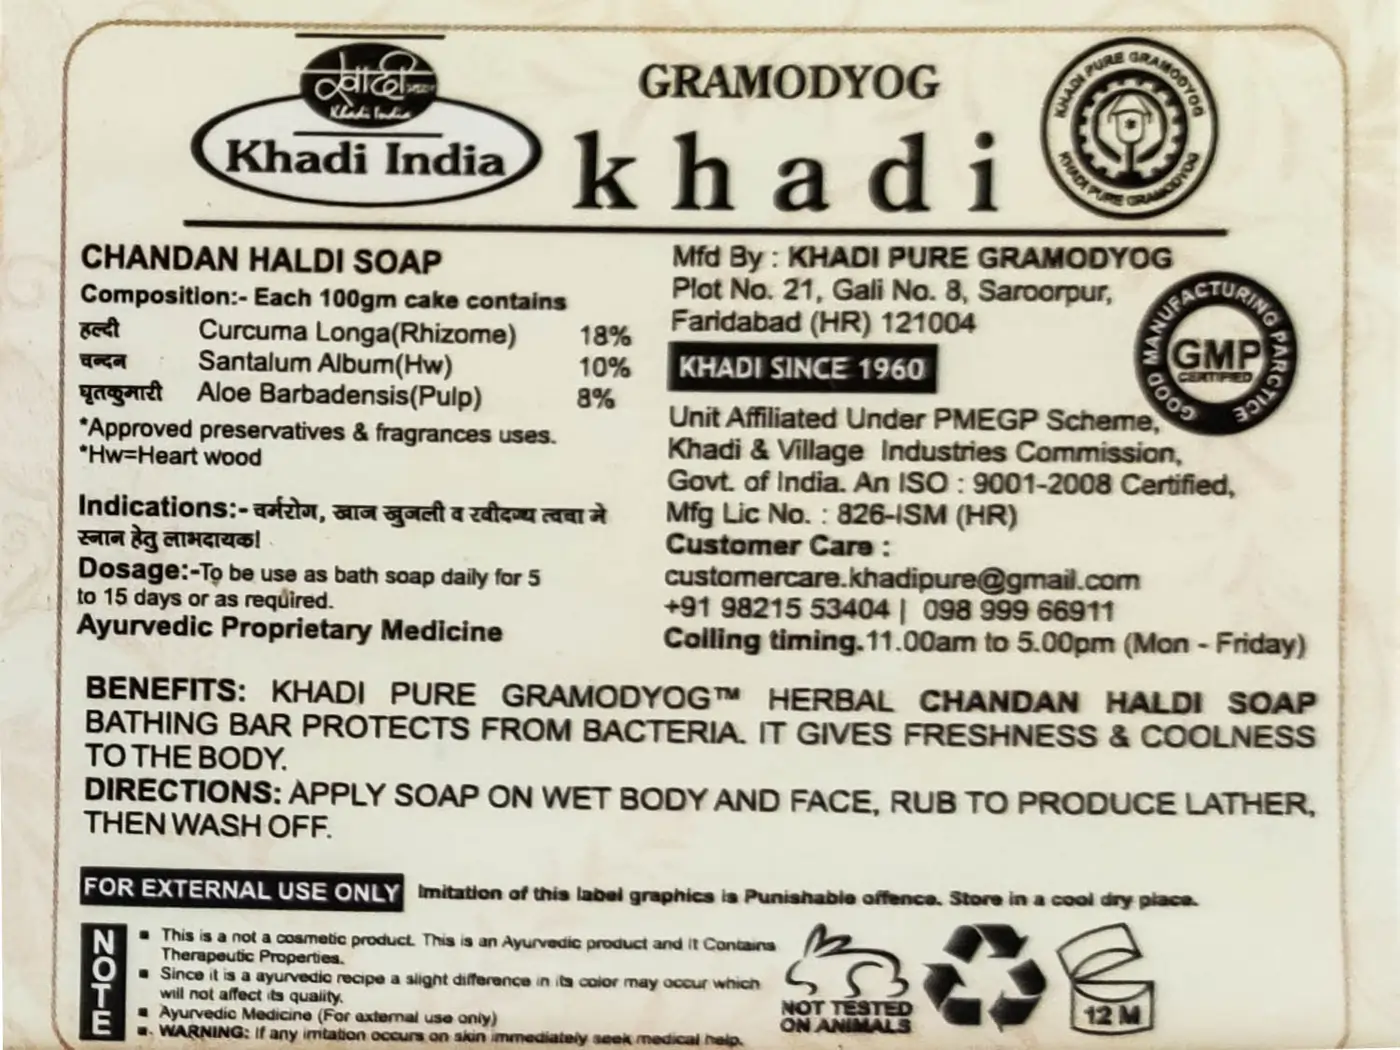 खादी
Khadi India
Khadi India
GRAMODYOG
khadi
KHADI PURE GRAMODYOG
KHADI PURE GRAMODYOG
CHANDAN HALDI SOAP
Composition:- Each 100gm cake contains
हल्दी Curcuma Longa(Rhizome) 18%
चन्दन Santalum Album(Hw) 10%
घृतकुमारी Aloe Barbadensis(Pulp) 8%
*Approved preservatives & fragrances uses.
*Hw=Heart wood
Indications:- चर्मरोग, खाज खुजली व रवीदग्ध त्वचा मे
स्नान हेतु लाभदायक!
Dosage:-To be use as bath soap daily for 5
to 15 days or as required.
Ayurvedic Proprietary Medicine
Mfd By : KHADI PURE GRAMODYOG
Plot No. 21, Gali No. 8, Saroorpur,
Faridabad (HR) 121004
KHADI SINCE 1960
GOOD MANUFACTURING PARCTICE
GMP
CERTIFIED
Unit Affiliated Under PMEGP Scheme,
Khadi & Village Industries Commission,
Govt. of India. An ISO : 9001-2008 Certified,
Mfg Lic No. : 826-ISM (HR)
Customer Care :
customercare.khadipure@gmail.com
+91 98215 53404 | 098 999 66911
Colling timing.11.00am to 5.00pm (Mon - Friday)
BENEFITS: KHADI PURE GRAMODYOG™ HERBAL CHANDAN HALDI SOAP
BATHING BAR PROTECTS FROM BACTERIA. IT GIVES FRESHNESS & COOLNESS
TO THE BODY.
DIRECTIONS: APPLY SOAP ON WET BODY AND FACE, RUB TO PRODUCE LATHER,
THEN WASH OFF.
FOR EXTERNAL USE ONLY Imitation of this label graphics is Punishable offence. Store in a cool dry place.
NOTE
▪ This is a not a cosmetic product. This is an Ayurvedic product and it Contains
Therapeutic Properties.
▪ Since it is a ayurvedic recipe a slight difference in its color may occur which
will not affect its quality.
▪ Ayurvedic Medicine (For external use only)
▪. WARNING: If any irritation occurs on skin immediately seek medical help.
NOT TESTED
ON ANIMALS
12 M